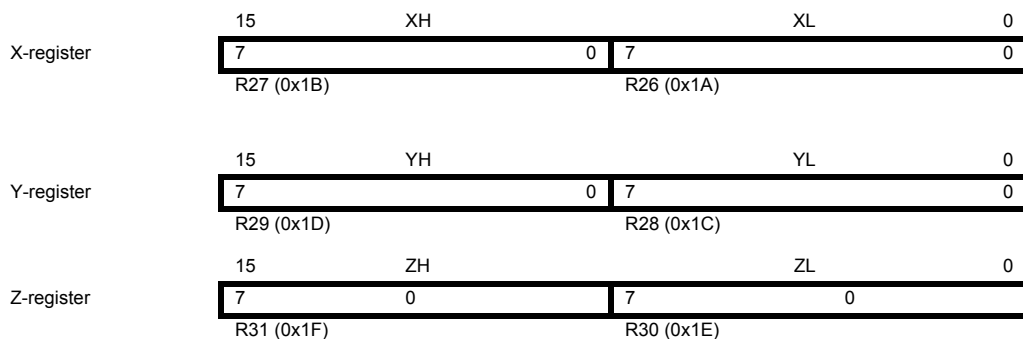 15 XH XL 0
X-register 7 0 7 0
R27 (0x1B) R26 (0x1A)
15 YH YL 0
Y-register 7 0 7 0
R29 (0x1D) R28 (0x1C)
15 ZH ZL 0
Z-register 7 0 7 0
R31 (0x1F) R30 (0x1E)